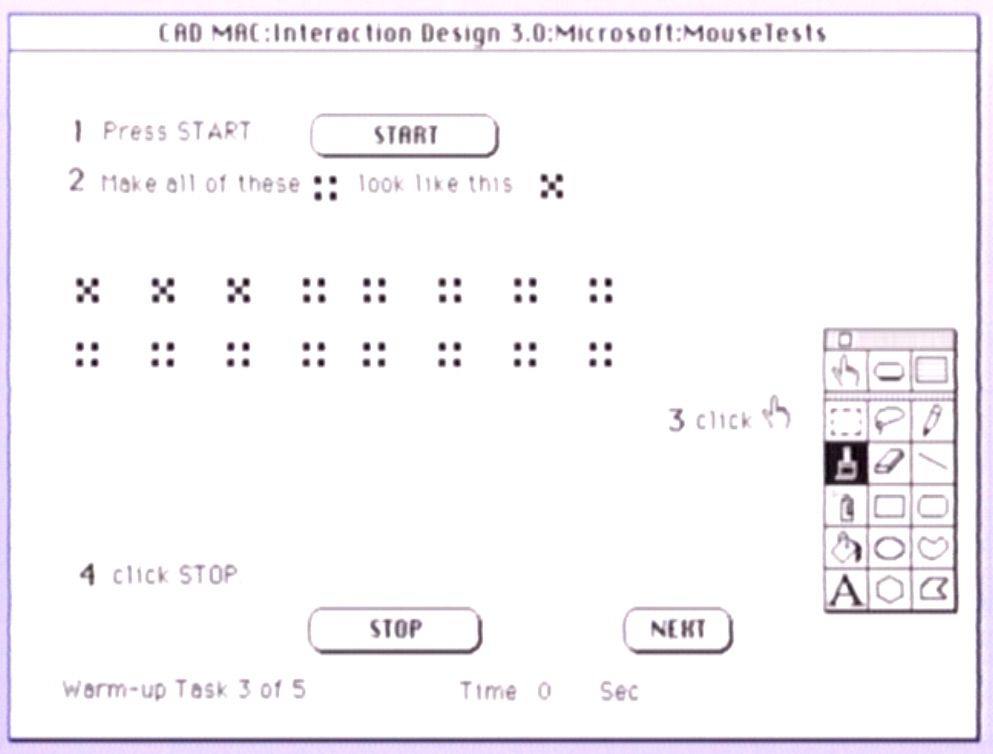 CAD MAC:Interaction Design 3.0:Microsoft:MouseTests
1 Press START
START
2 Make all of these look like this
3 click
4 click STOP
STOP
NEXT
Warm-up Task 3 of 5
Time 0 Sec
A